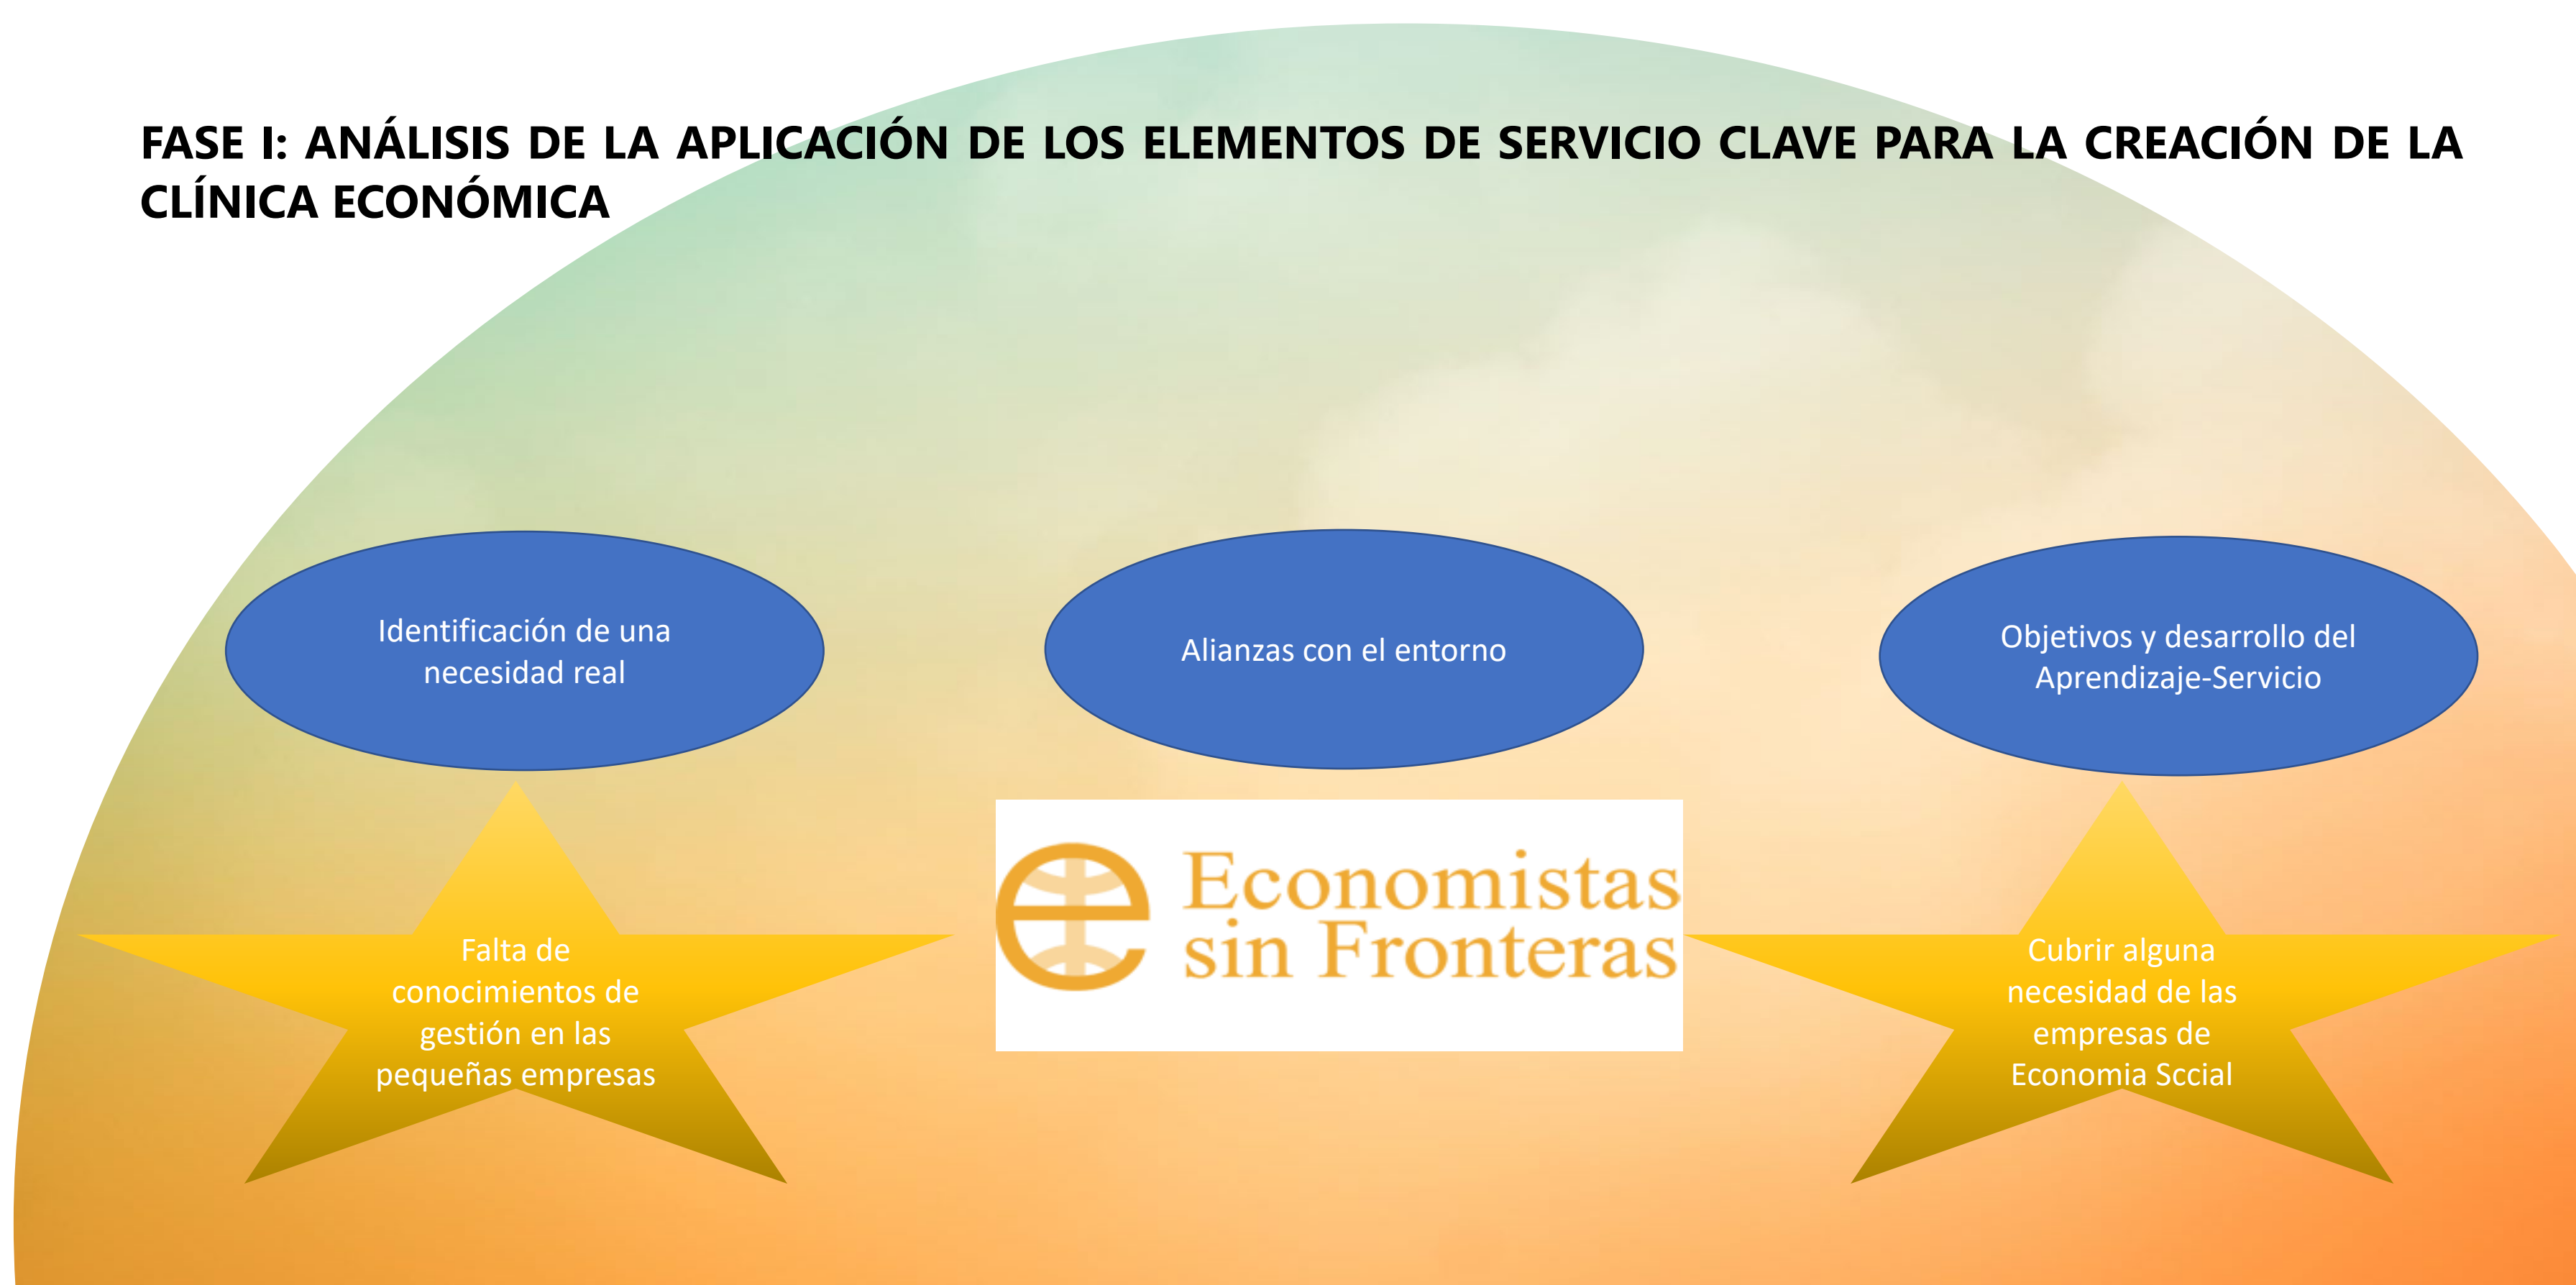 FASE I: ANÁLISIS DE LA APLICACIÓN DE LOS ELEMENTOS DE SERVICIO CLAVE PARA LA CREACIÓN DE LA
CLÍNICA ECONÓMICA
Identificación de una
necesidad real
Alianzas con el entorno
Objetivos y desarrollo del
Aprendizaje-Servicio
Falta de
conocimientos de
gestión en las
pequeñas empresas
Economistas
sin Fronteras
Cubrir alguna
necesidad de las
empresas de
Economia Sccial